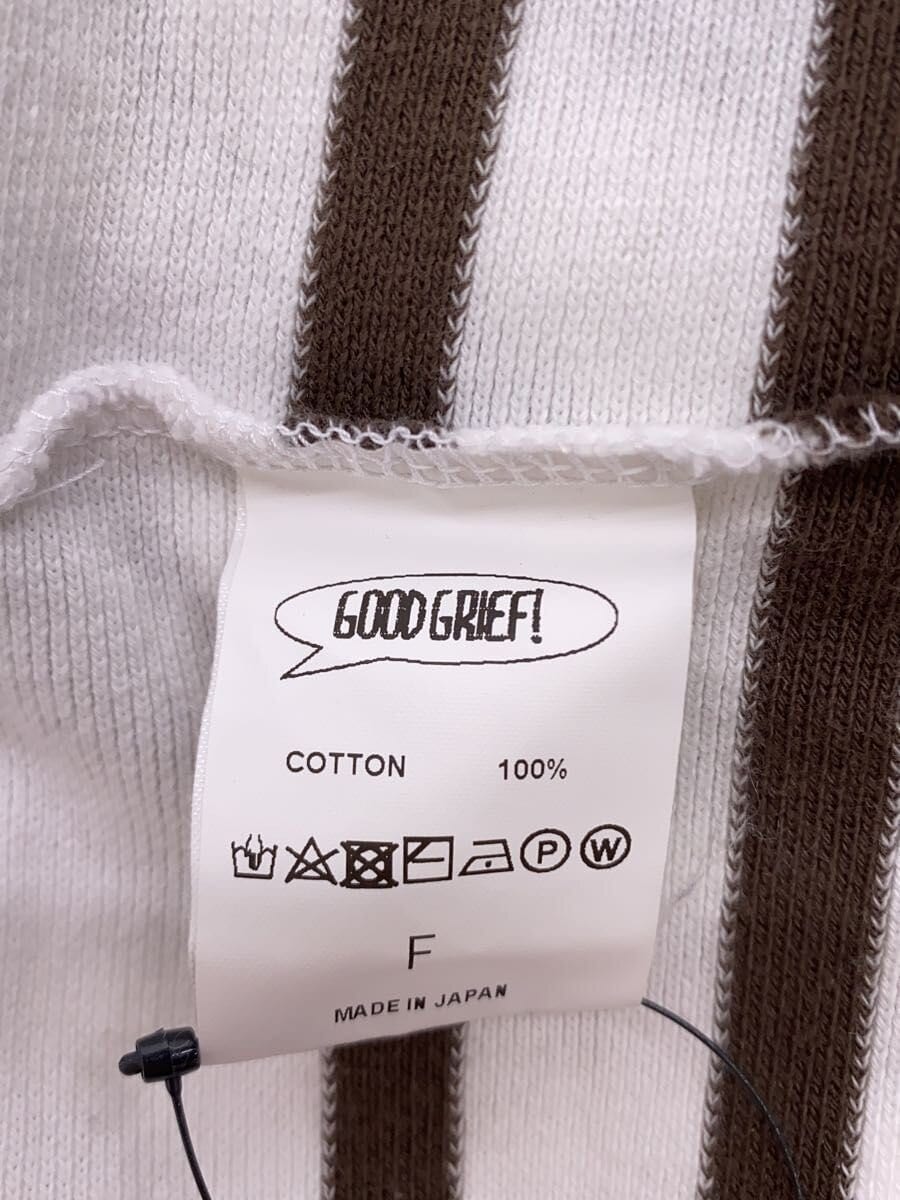 GOOD GRIEF!
COTTON 100%
P W
F
MADE IN JAPAN